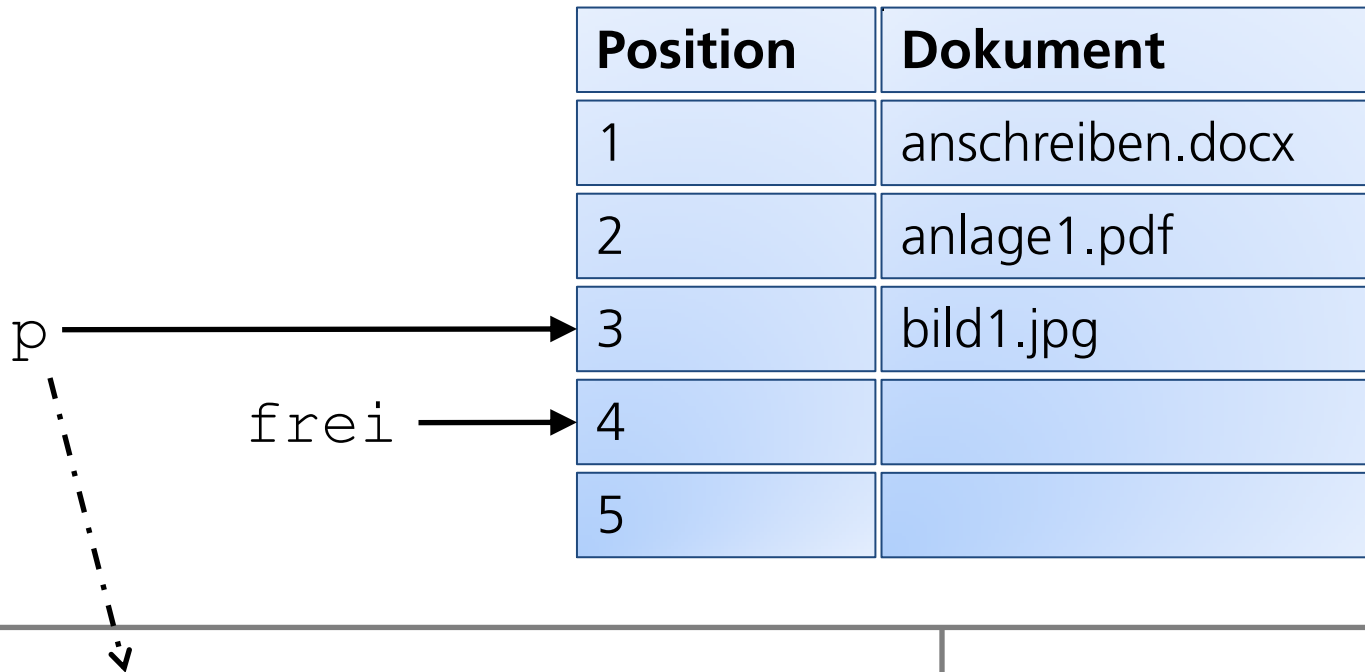 Position Dokument
1 anschreiben.docx
2 anlage1.pdf
p 3 bild1.jpg
frei 4
5